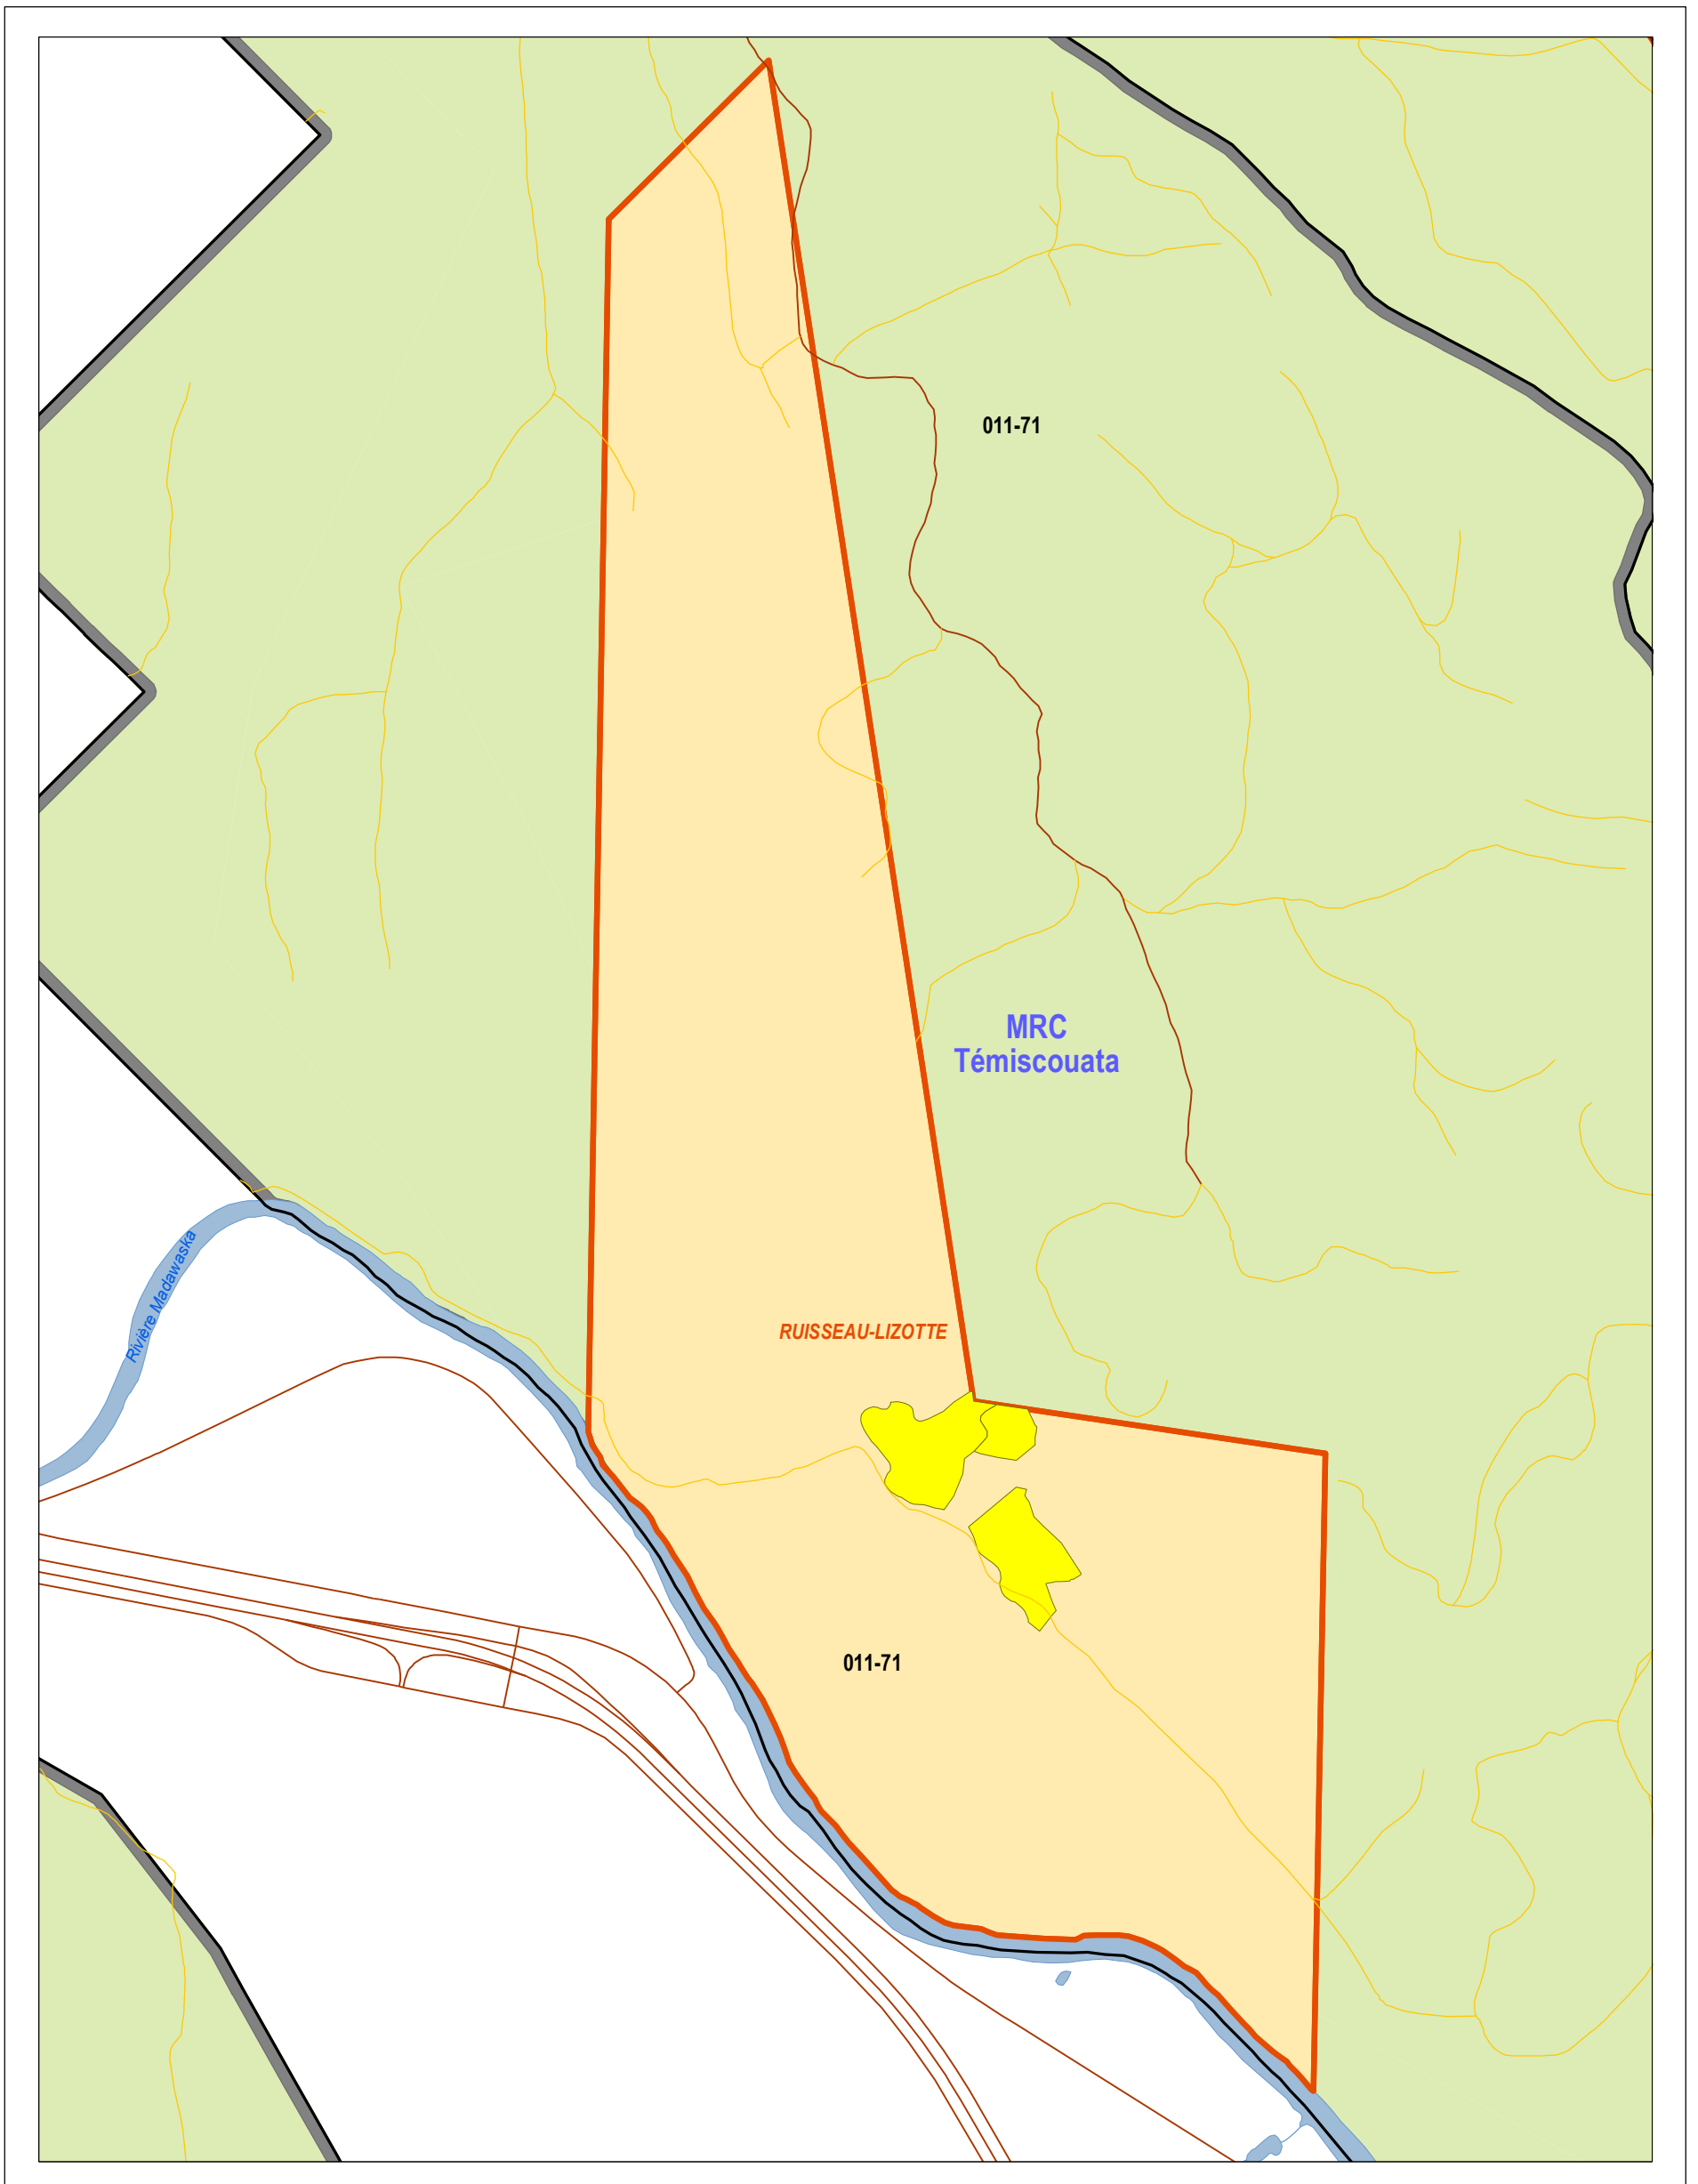 011-71
MRC
Témiscouata
Rivière Madawaska
RUISSEAU-LIZOTTE
011-71